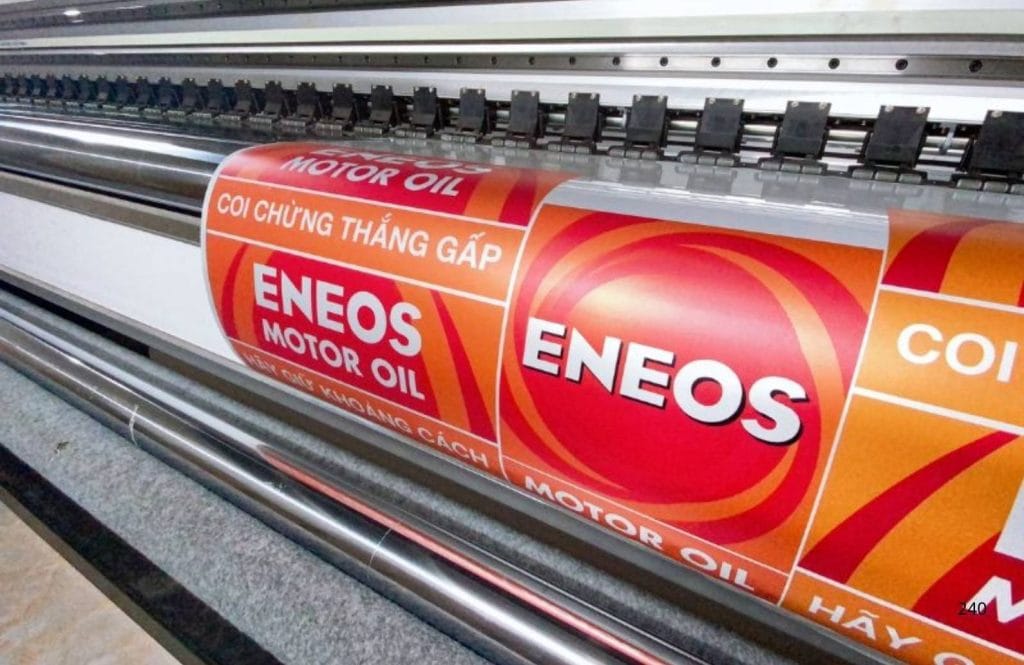 ENEOS
MOTOR OIL
COI CHỪNG THẮNG GẤP
ENEOS
MOTOR OIL
HÃY GIỮ KHOẢNG CÁCH
ENEOS
MOTOR OIL
COI
HÃY
240